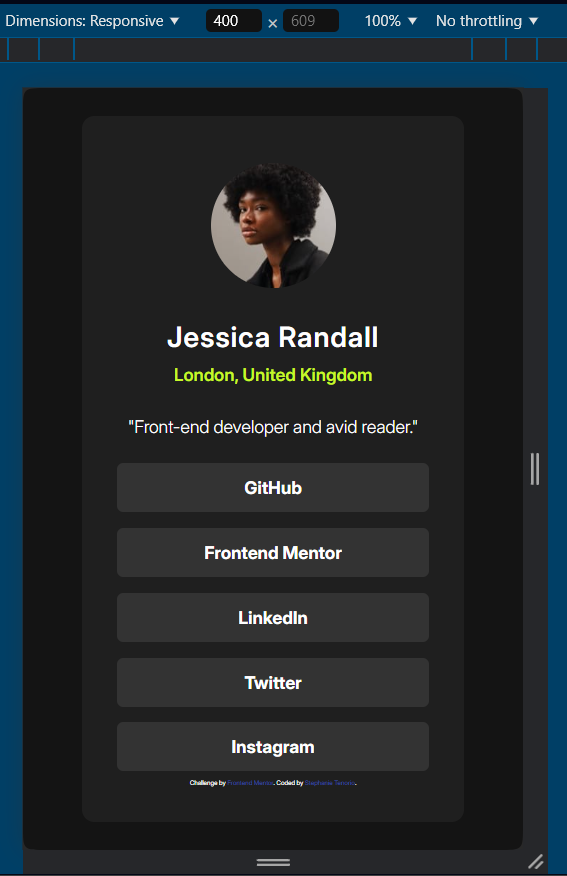 Dimensions: Responsive ▼ 400 × 609 100% ▼ No throttling ▼
Jessica Randall
London, United Kingdom
"Front-end developer and avid reader."
GitHub
Frontend Mentor
LinkedIn
Twitter
Instagram
Challenge by Frontend Mentor. Coded by Stephanie